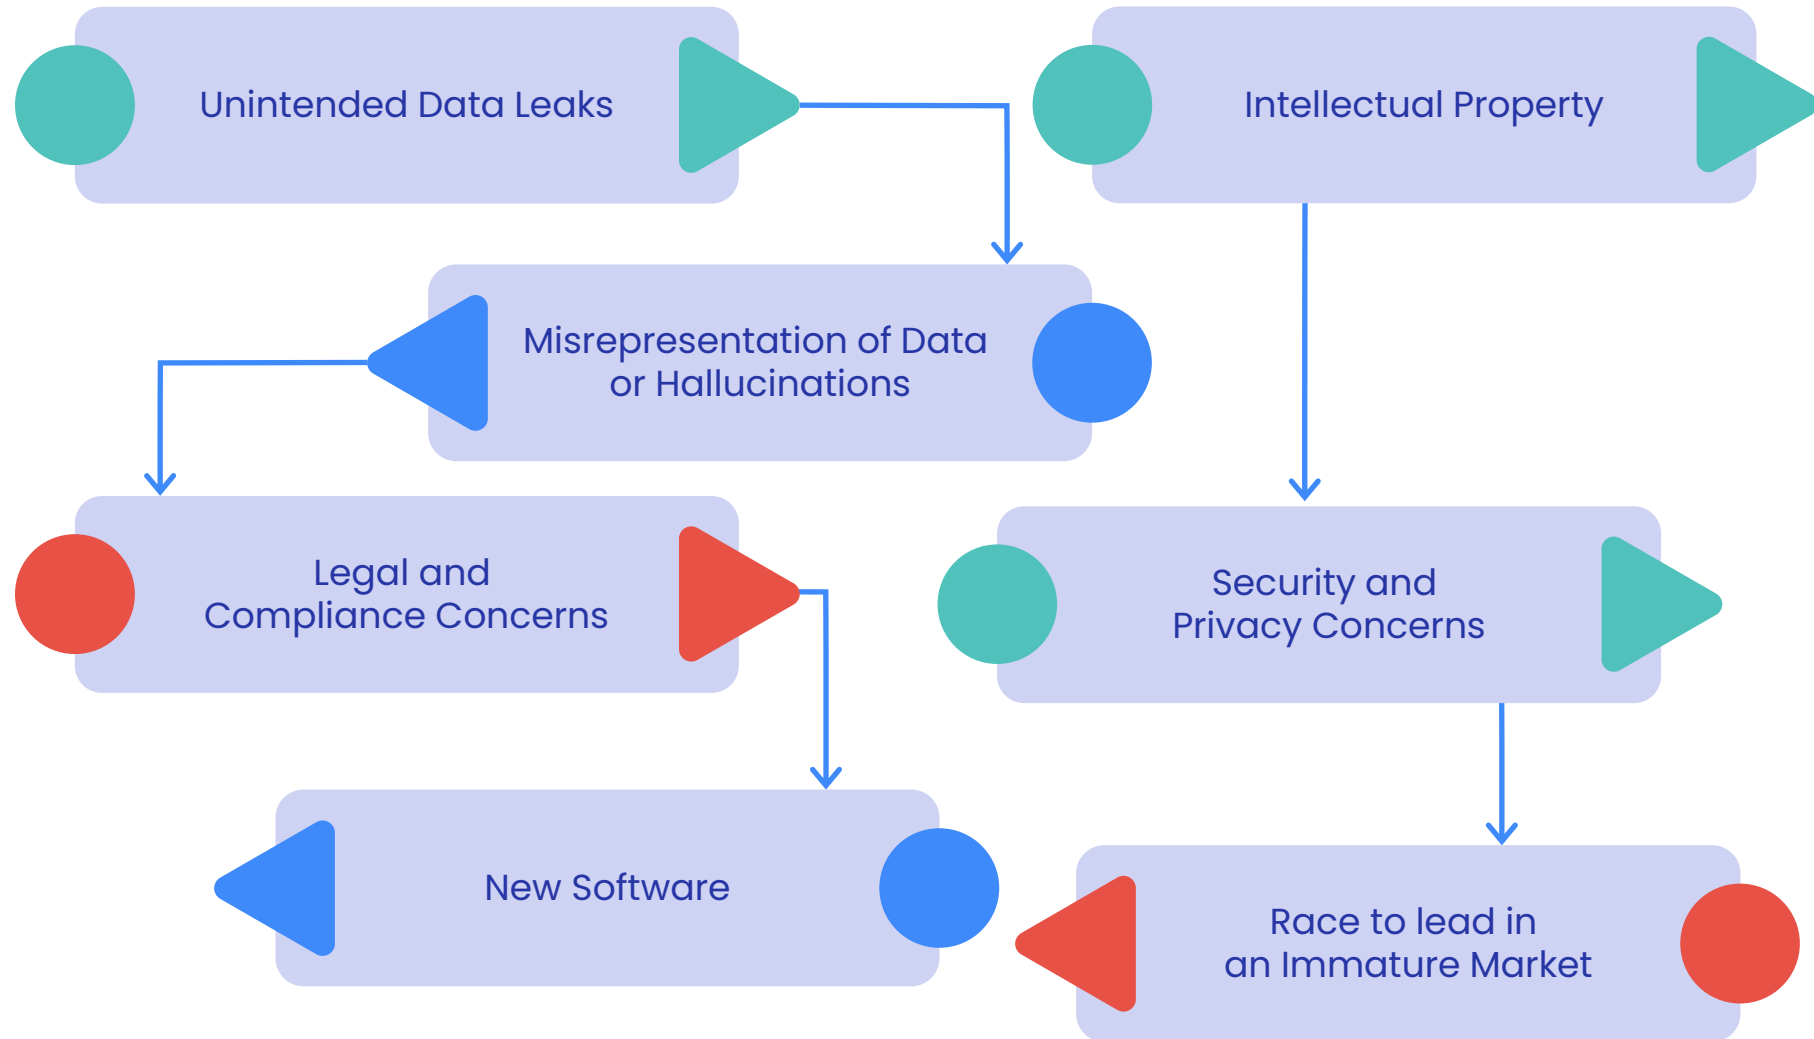 Unintended Data Leaks
Intellectual Property
Misrepresentation of Data
or Hallucinations
Legal and
Compliance Concerns
Security and
Privacy Concerns
New Software
Race to lead in
an Immature Market